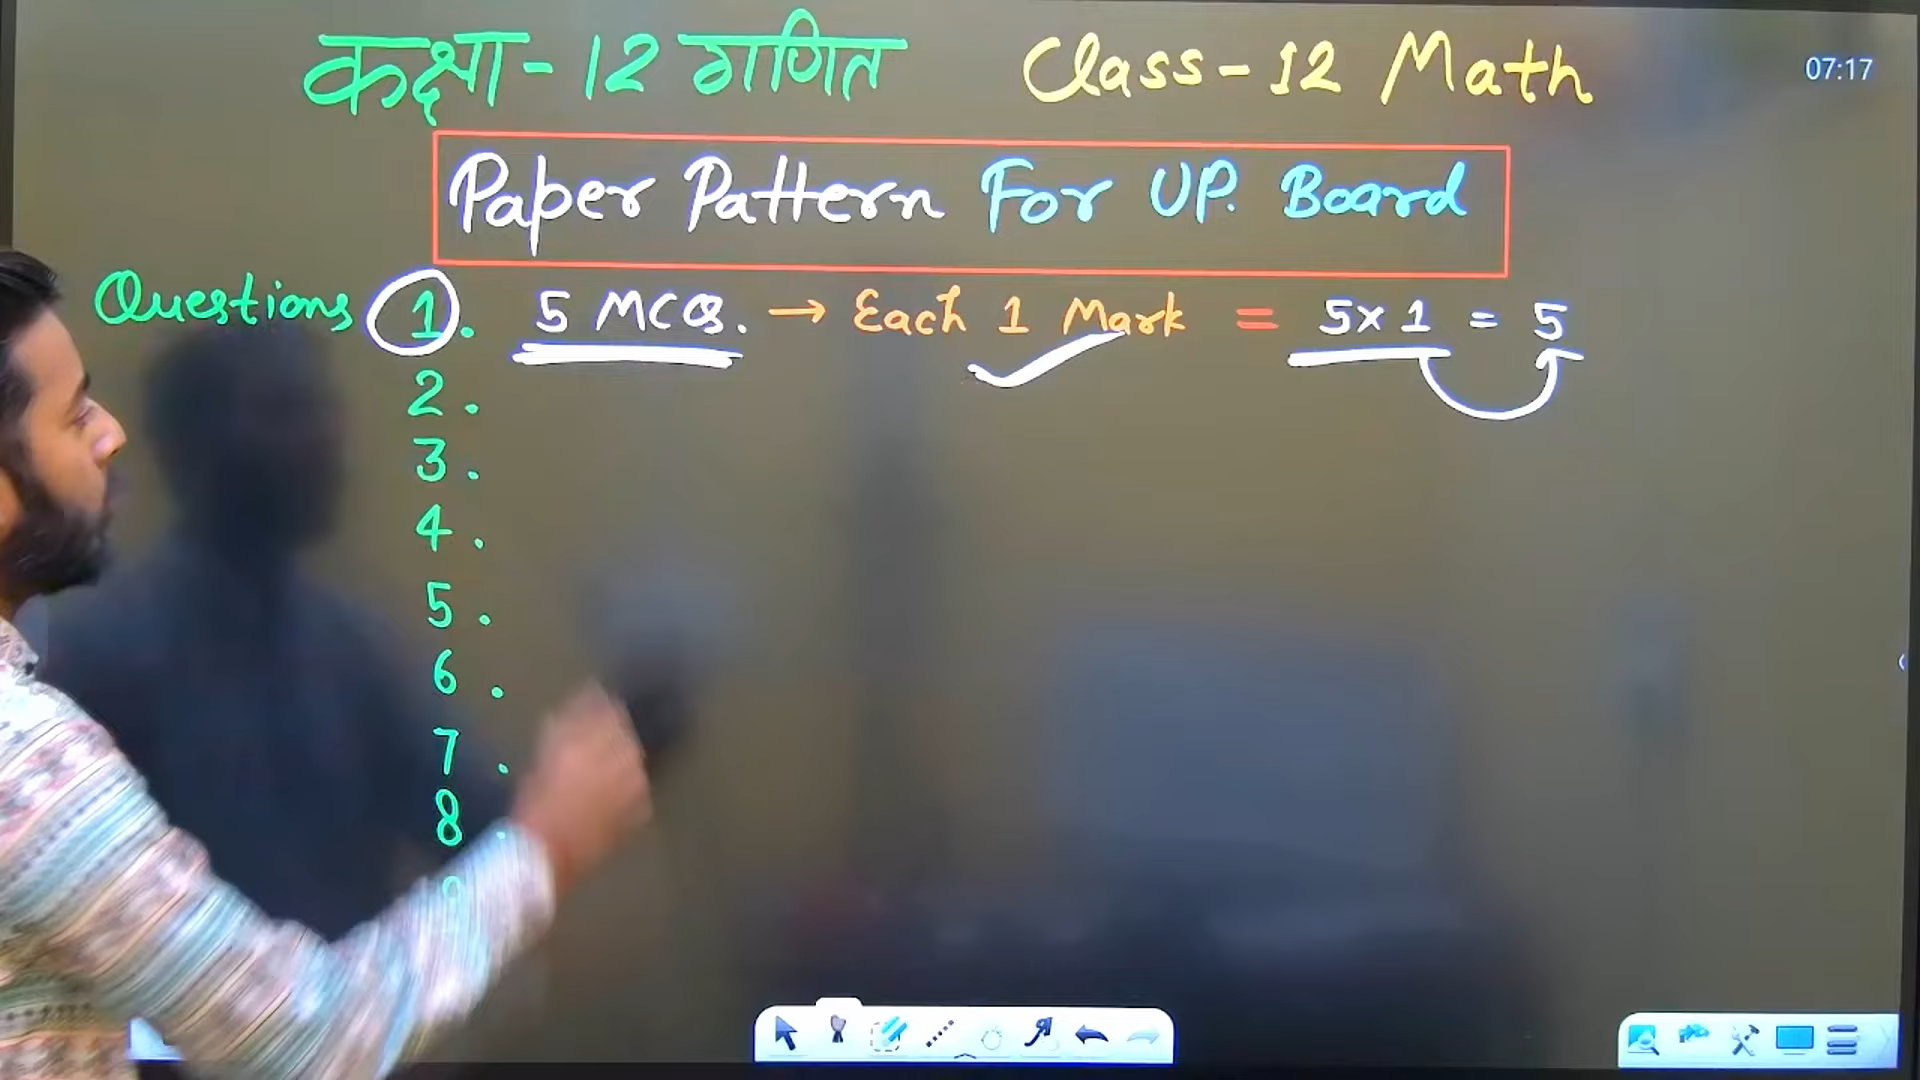 कक्षा-12 गणित Class-12 Math
07:17
Paper Pattern For UP. Board
Questions 1. 5 MCQs. → Each 1 Mark = 5x1 = 5
2.
3.
4.
5.
6.
7.
8